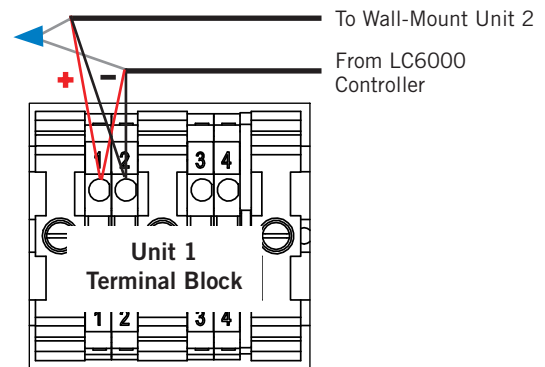 To Wall-Mount Unit 2
From LC6000
Controller
+ −
1 2 3 4
Unit 1
Terminal Block
1 2 3 4